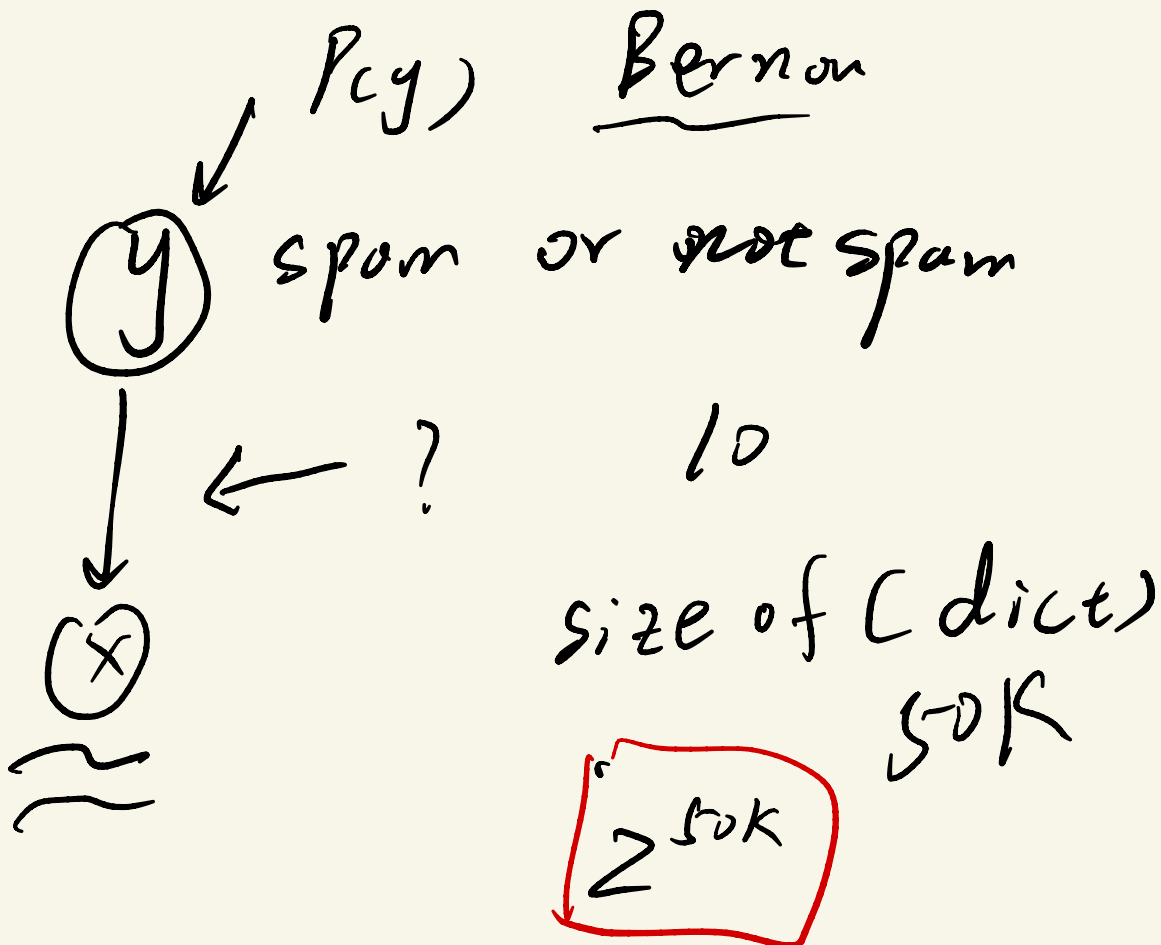 P(y) Bernou
y spam or not spam
? 10
x size of (dict)
50K
2^50K